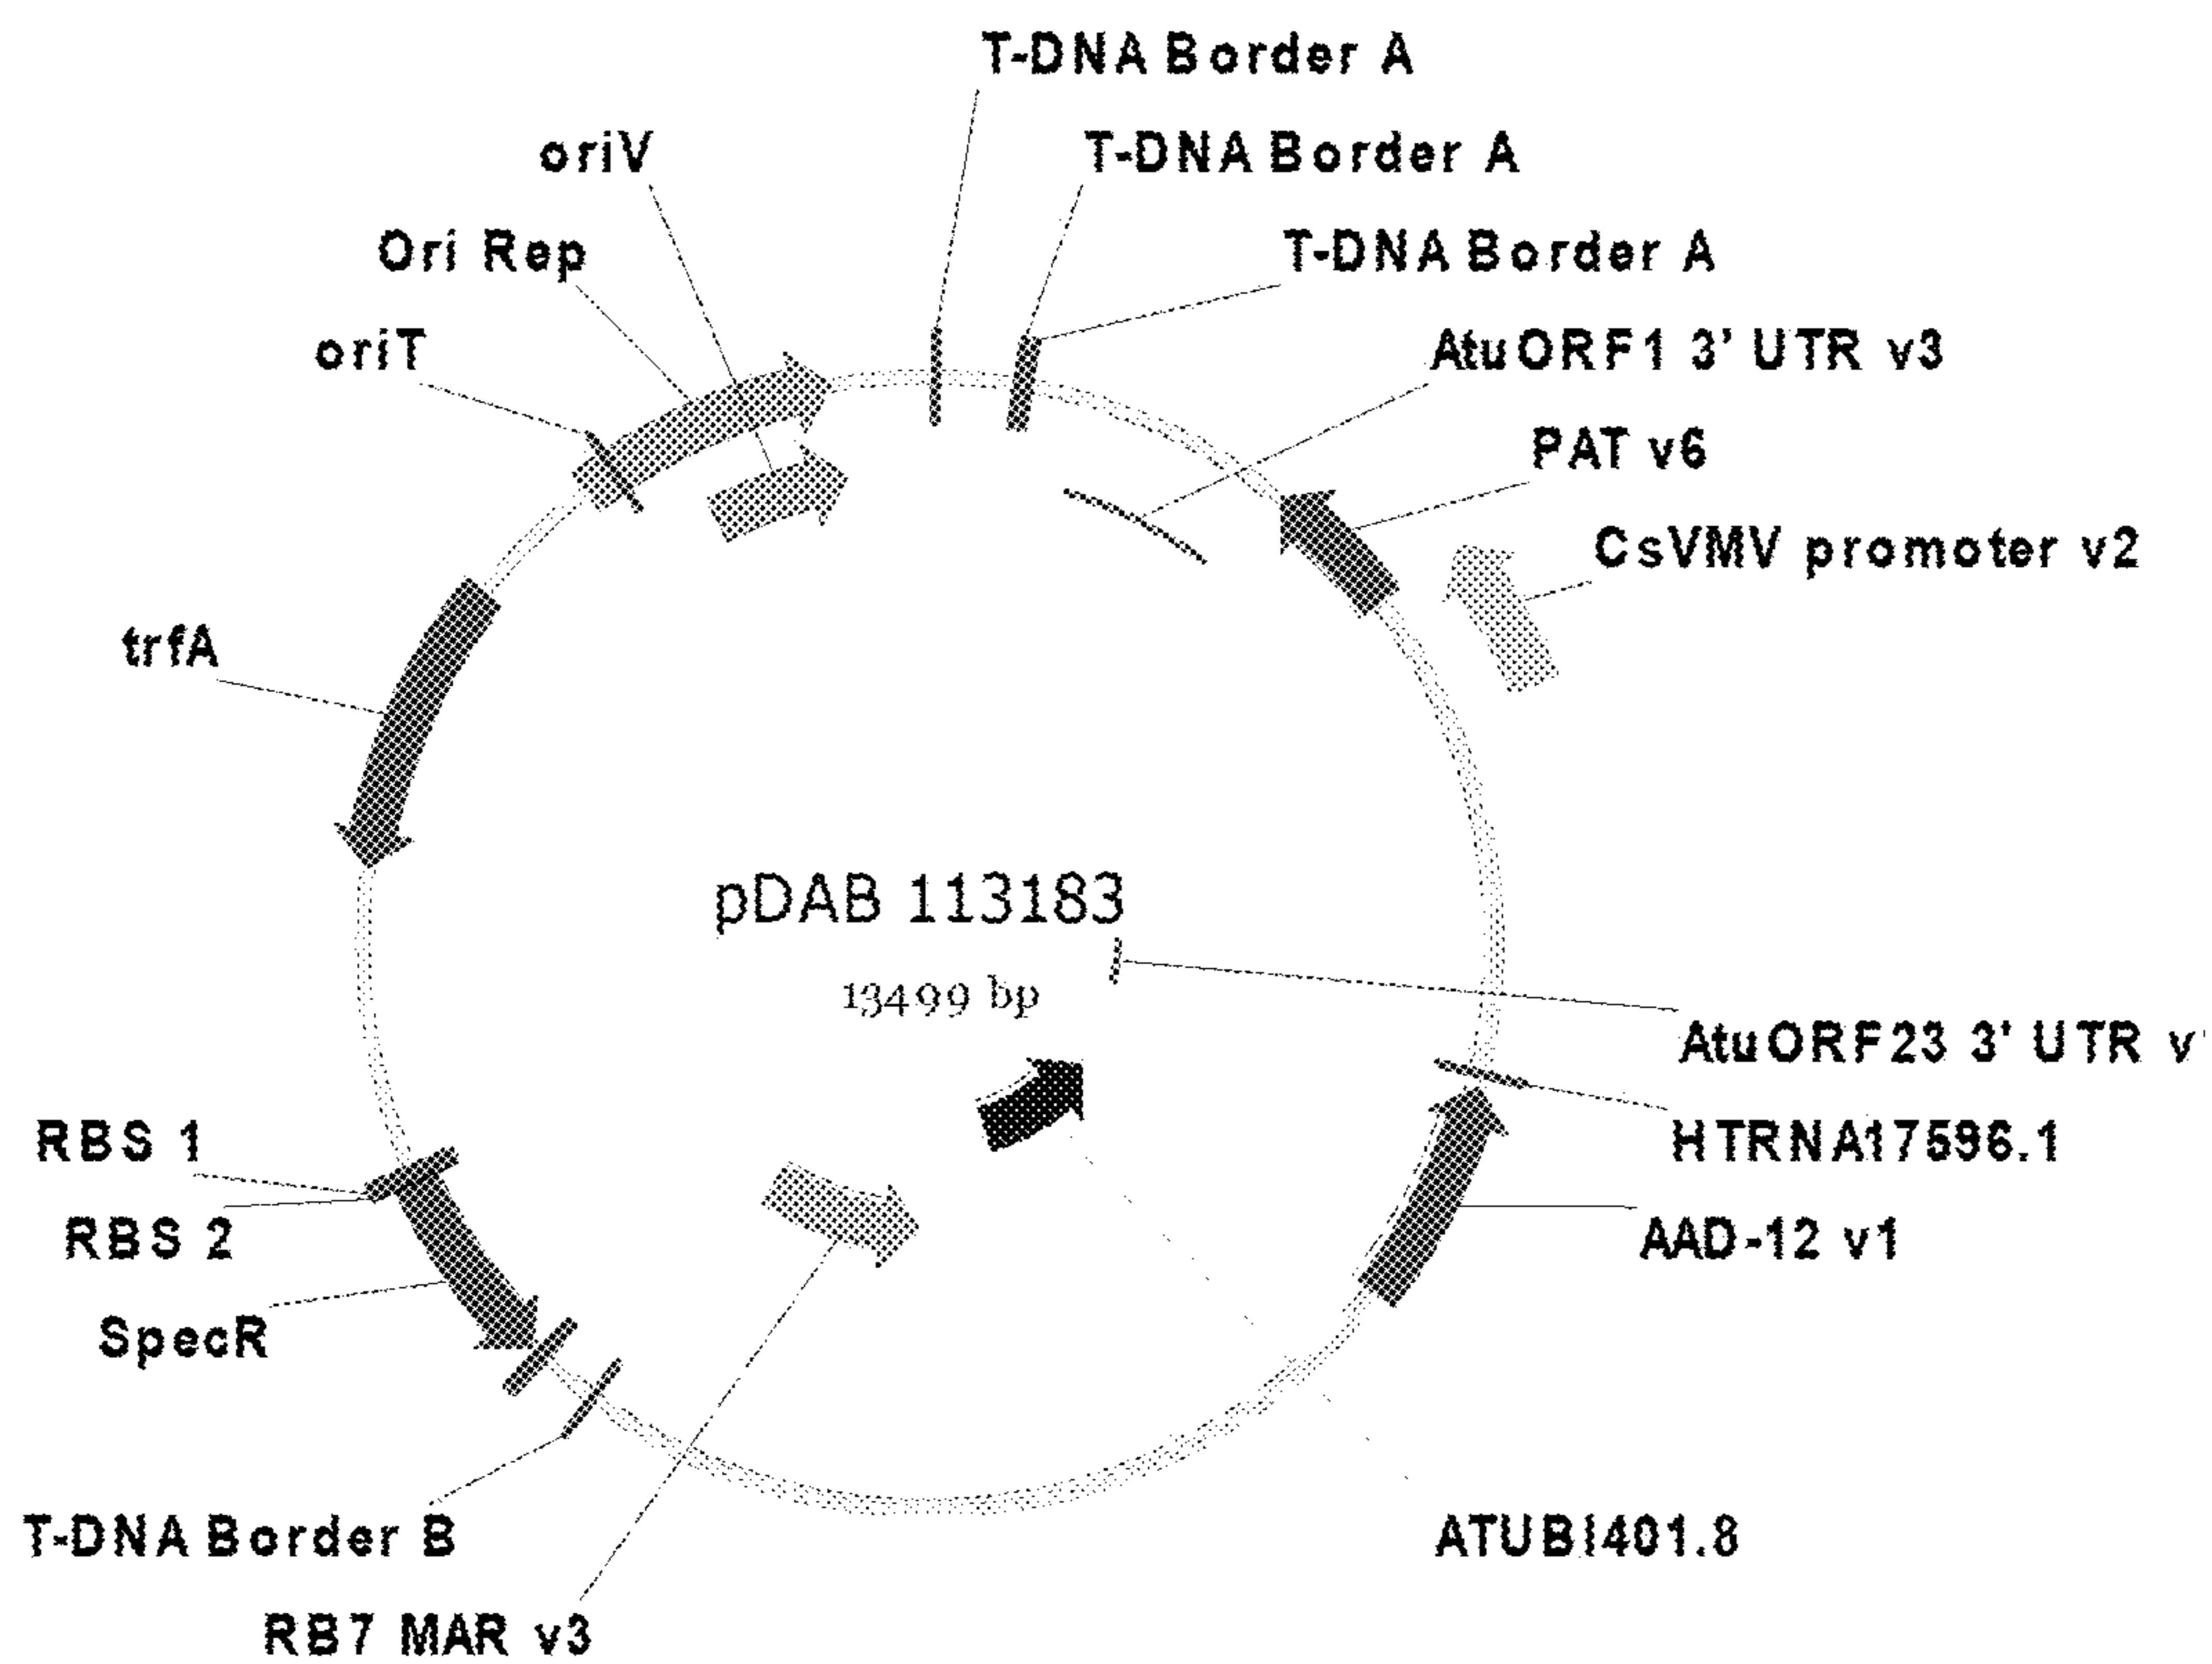 T-DNA Border A
oriV
T-DNA Border A
Ori Rep
T-DNA Border A
oriT
AtuORF1 3' UTR v3
PAT v6
CsVMV promoter v2
trfA
pDAB 113183
13499 bp
AtuORF23 3' UTR v
RBS 1
HTRNA17596.1
RBS 2
AAD-12 v1
SpecR
T-DNA Border B
ATUBI401.8
RB7 MAR v3